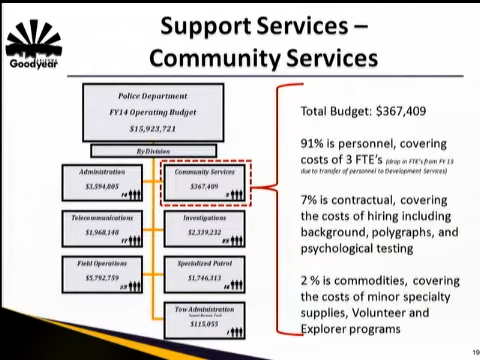 Support Services –
Community Services
Goodyear
Police Department
FY14 Operating Budget
$15,923,721
By Division
Administration
$3,594,805
Community Services
$367,409
Telecommunications
$1,968,148
Investigations
$2,339,232
Field Operations
$5,792,759
Specialized Patrol
$1,746,313
Tow Administration
$115,055
Total Budget: $367,409
91% is personnel, covering
costs of 3 FTE's (drop in FTE's from FY 13
due to transfer of personnel to Development Services)
7% is contractual, covering
the costs of hiring including
background, polygraphs, and
psychological testing
2 % is commodities, covering
the costs of minor specialty
supplies, Volunteer and
Explorer programs
19